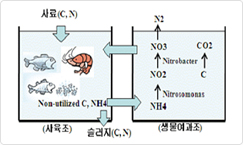 사료(C, N)
N2
NO3 CO2
Nitrobacter
NO2 C
Nitrosomonas
Non-utilized C, NH4
NH4
(사육조)
슬러지(C,N)
(생물여과조)